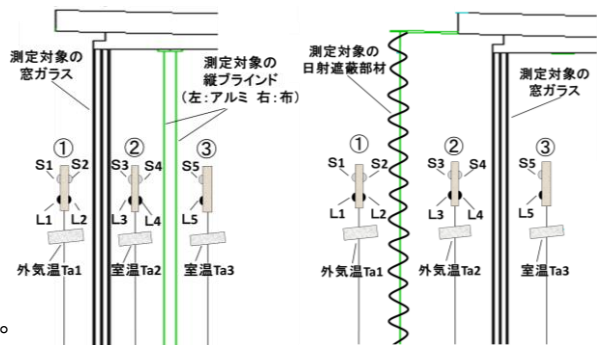 測定対象の
窓ガラス
測定対象の
縦ブラインド
(左:アルミ 右:布)
① ② ③
S1 S2 S3 S4 S5
L1 L2 L3 L4 L5
外気温Ta1 室温Ta2 室温Ta3
測定対象の
日射遮蔽部材
測定対象の
窓ガラス
① ② ③
S1 S2 S3 S4 S5
L1 L2 L3 L4 L5
外気温Ta1 外気温Ta2 室温Ta3
。